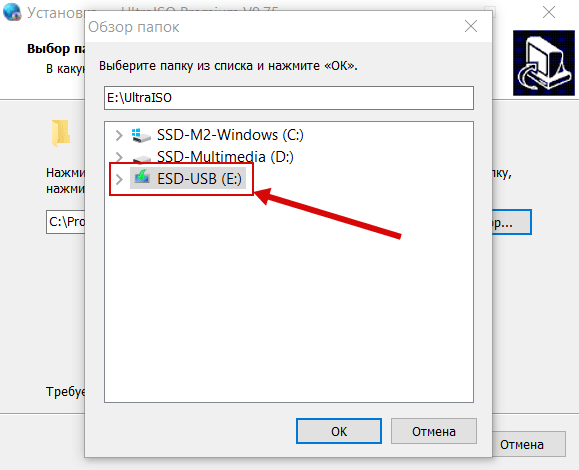 Установка — UltraISO Premium V9.75
Обзор папок
Выбор па
В каку
Выберите папку из списка и нажмите «ОК».
E:\UltraISO
SSD-M2-Windows (C:)
SSD-Multimedia (D:)
ESD-USB (E:)
Нажми
пку,
нажми
C:\Pro
ор...
Требуе
ОК
Отмена
Отмена